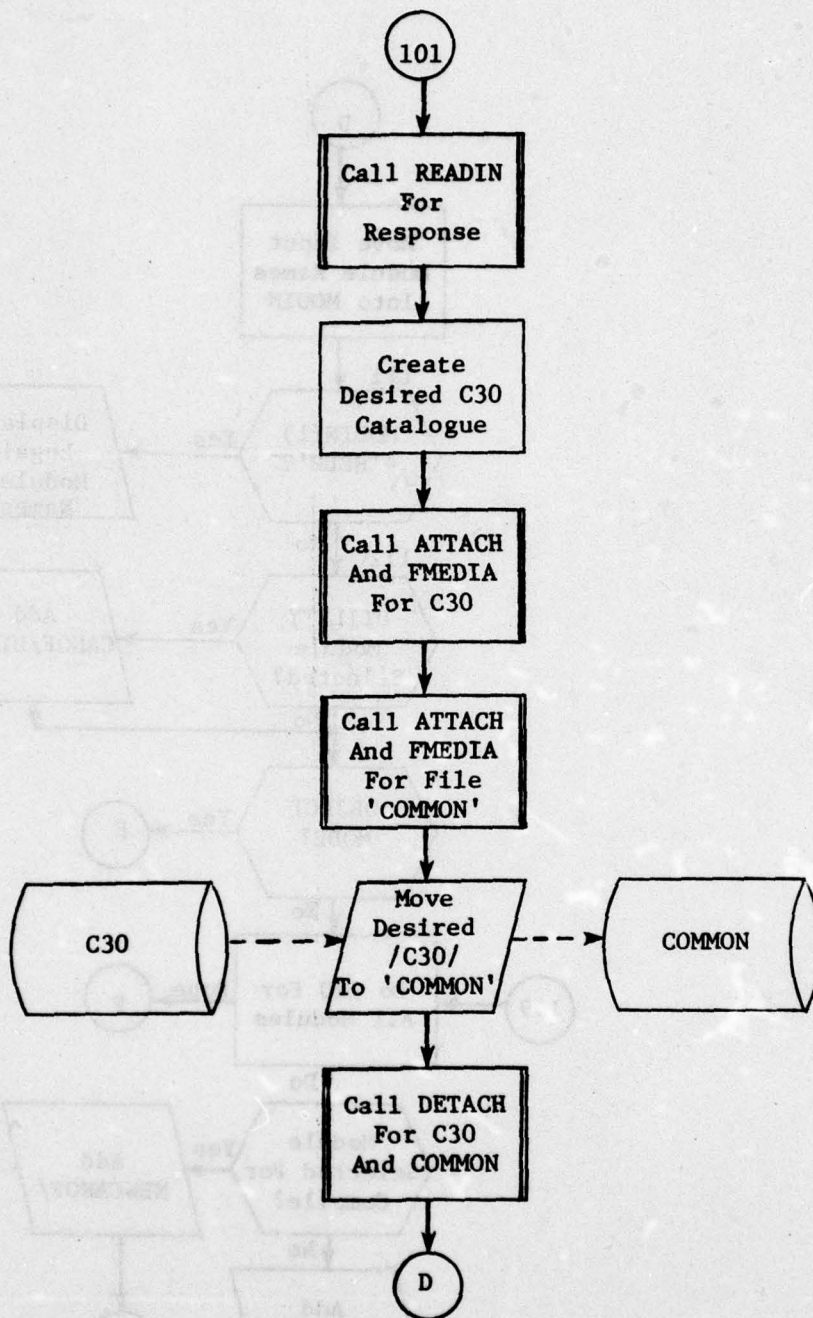 101
Call READIN
For
Response
Create
Desired C30
Catalogue
Call ATTACH
And FMEDIA
For C30
Call ATTACH
And FMEDIA
For File
'COMMON'
C30
Move
Desired
/C30/
To 'COMMON'
COMMON
Call DETACH
For C30
And COMMON
D